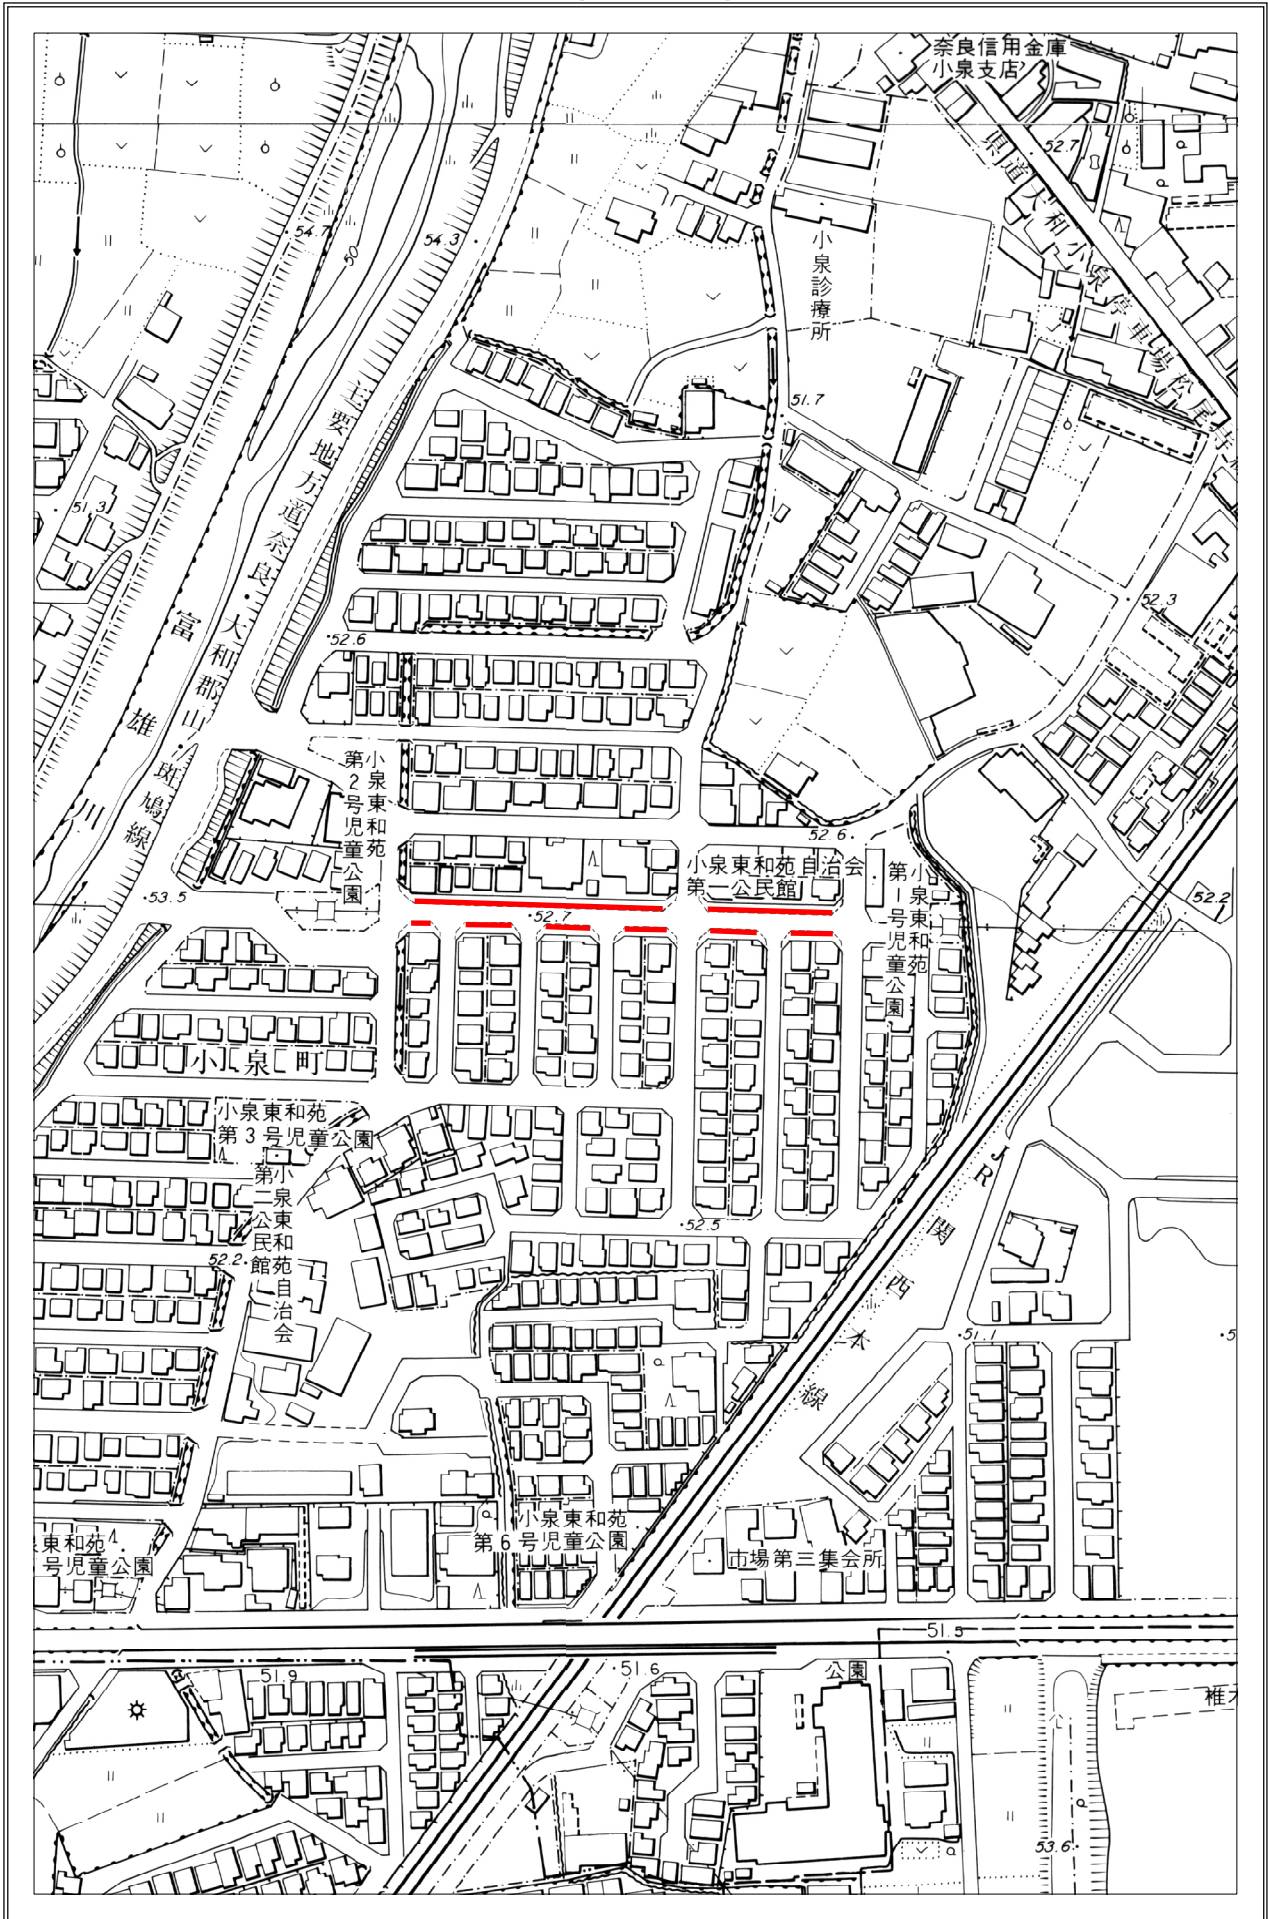 奈良信用金庫
小泉支店
52.7
県道大和小泉停車場松尾寺
54.7
54.3
50
小泉診療所
51.7
主要地方道奈良・大和郡山・斑鳩線
51.3
富雄川
52.6
52.3
小泉東和苑
第2号児童公園
52.6
小泉東和苑自治会
第一公民館
小泉東和苑
第1号児童公園
52.2
53.5
52.7
小泉町
小泉東和苑
第3号児童公園
小泉東和苑自治会
第二公民館
52.2
52.5
JR関西本線
51.1
小泉東和苑
第6号児童公園
東和苑
号児童公園
市場第三集会所
51.5
51.9
51.6
公園
椎木
53.6